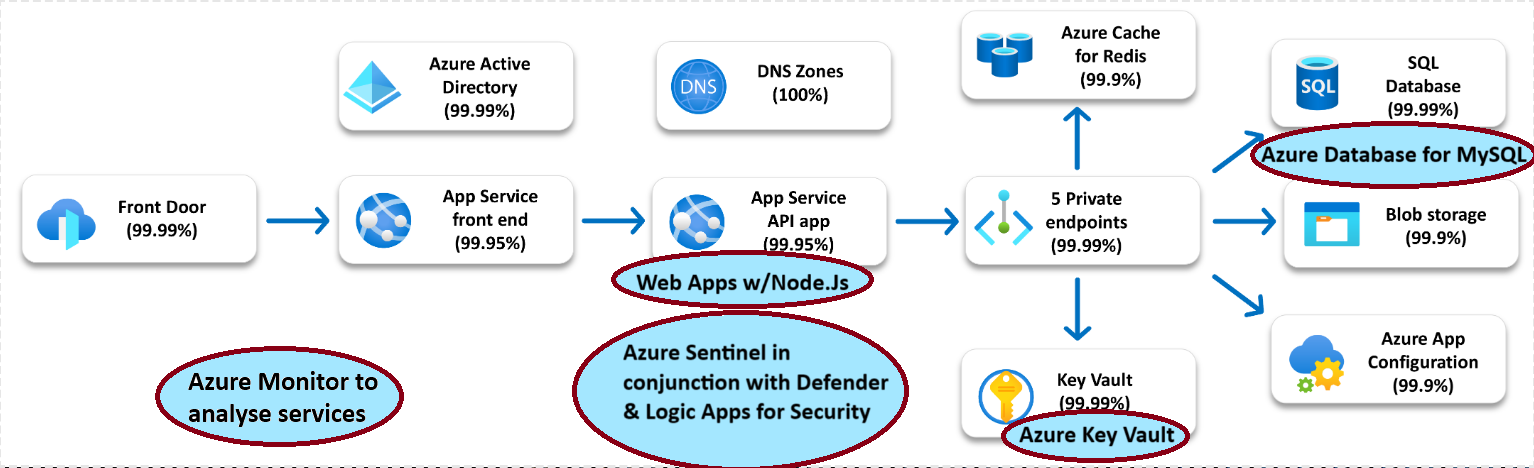 Azure Active
Directory
(99.99%)
DNS
DNS Zones
(100%)
Azure Cache
for Redis
(99.9%)
SQL
SQL
Database
(99.99%)
Azure Database for MySQL
Front Door
(99.99%)
App Service
front end
(99.95%)
App Service
API app
(99.95%)
Web Apps w/Node.Js
5 Private
endpoints
(99.99%)
Blob storage
(99.9%)
Azure Monitor to
analyse services
Azure Sentinel in
conjunction with Defender
& Logic Apps for Security
Key Vault
(99.99%)
Azure Key Vault
Azure App
Configuration
(99.9%)